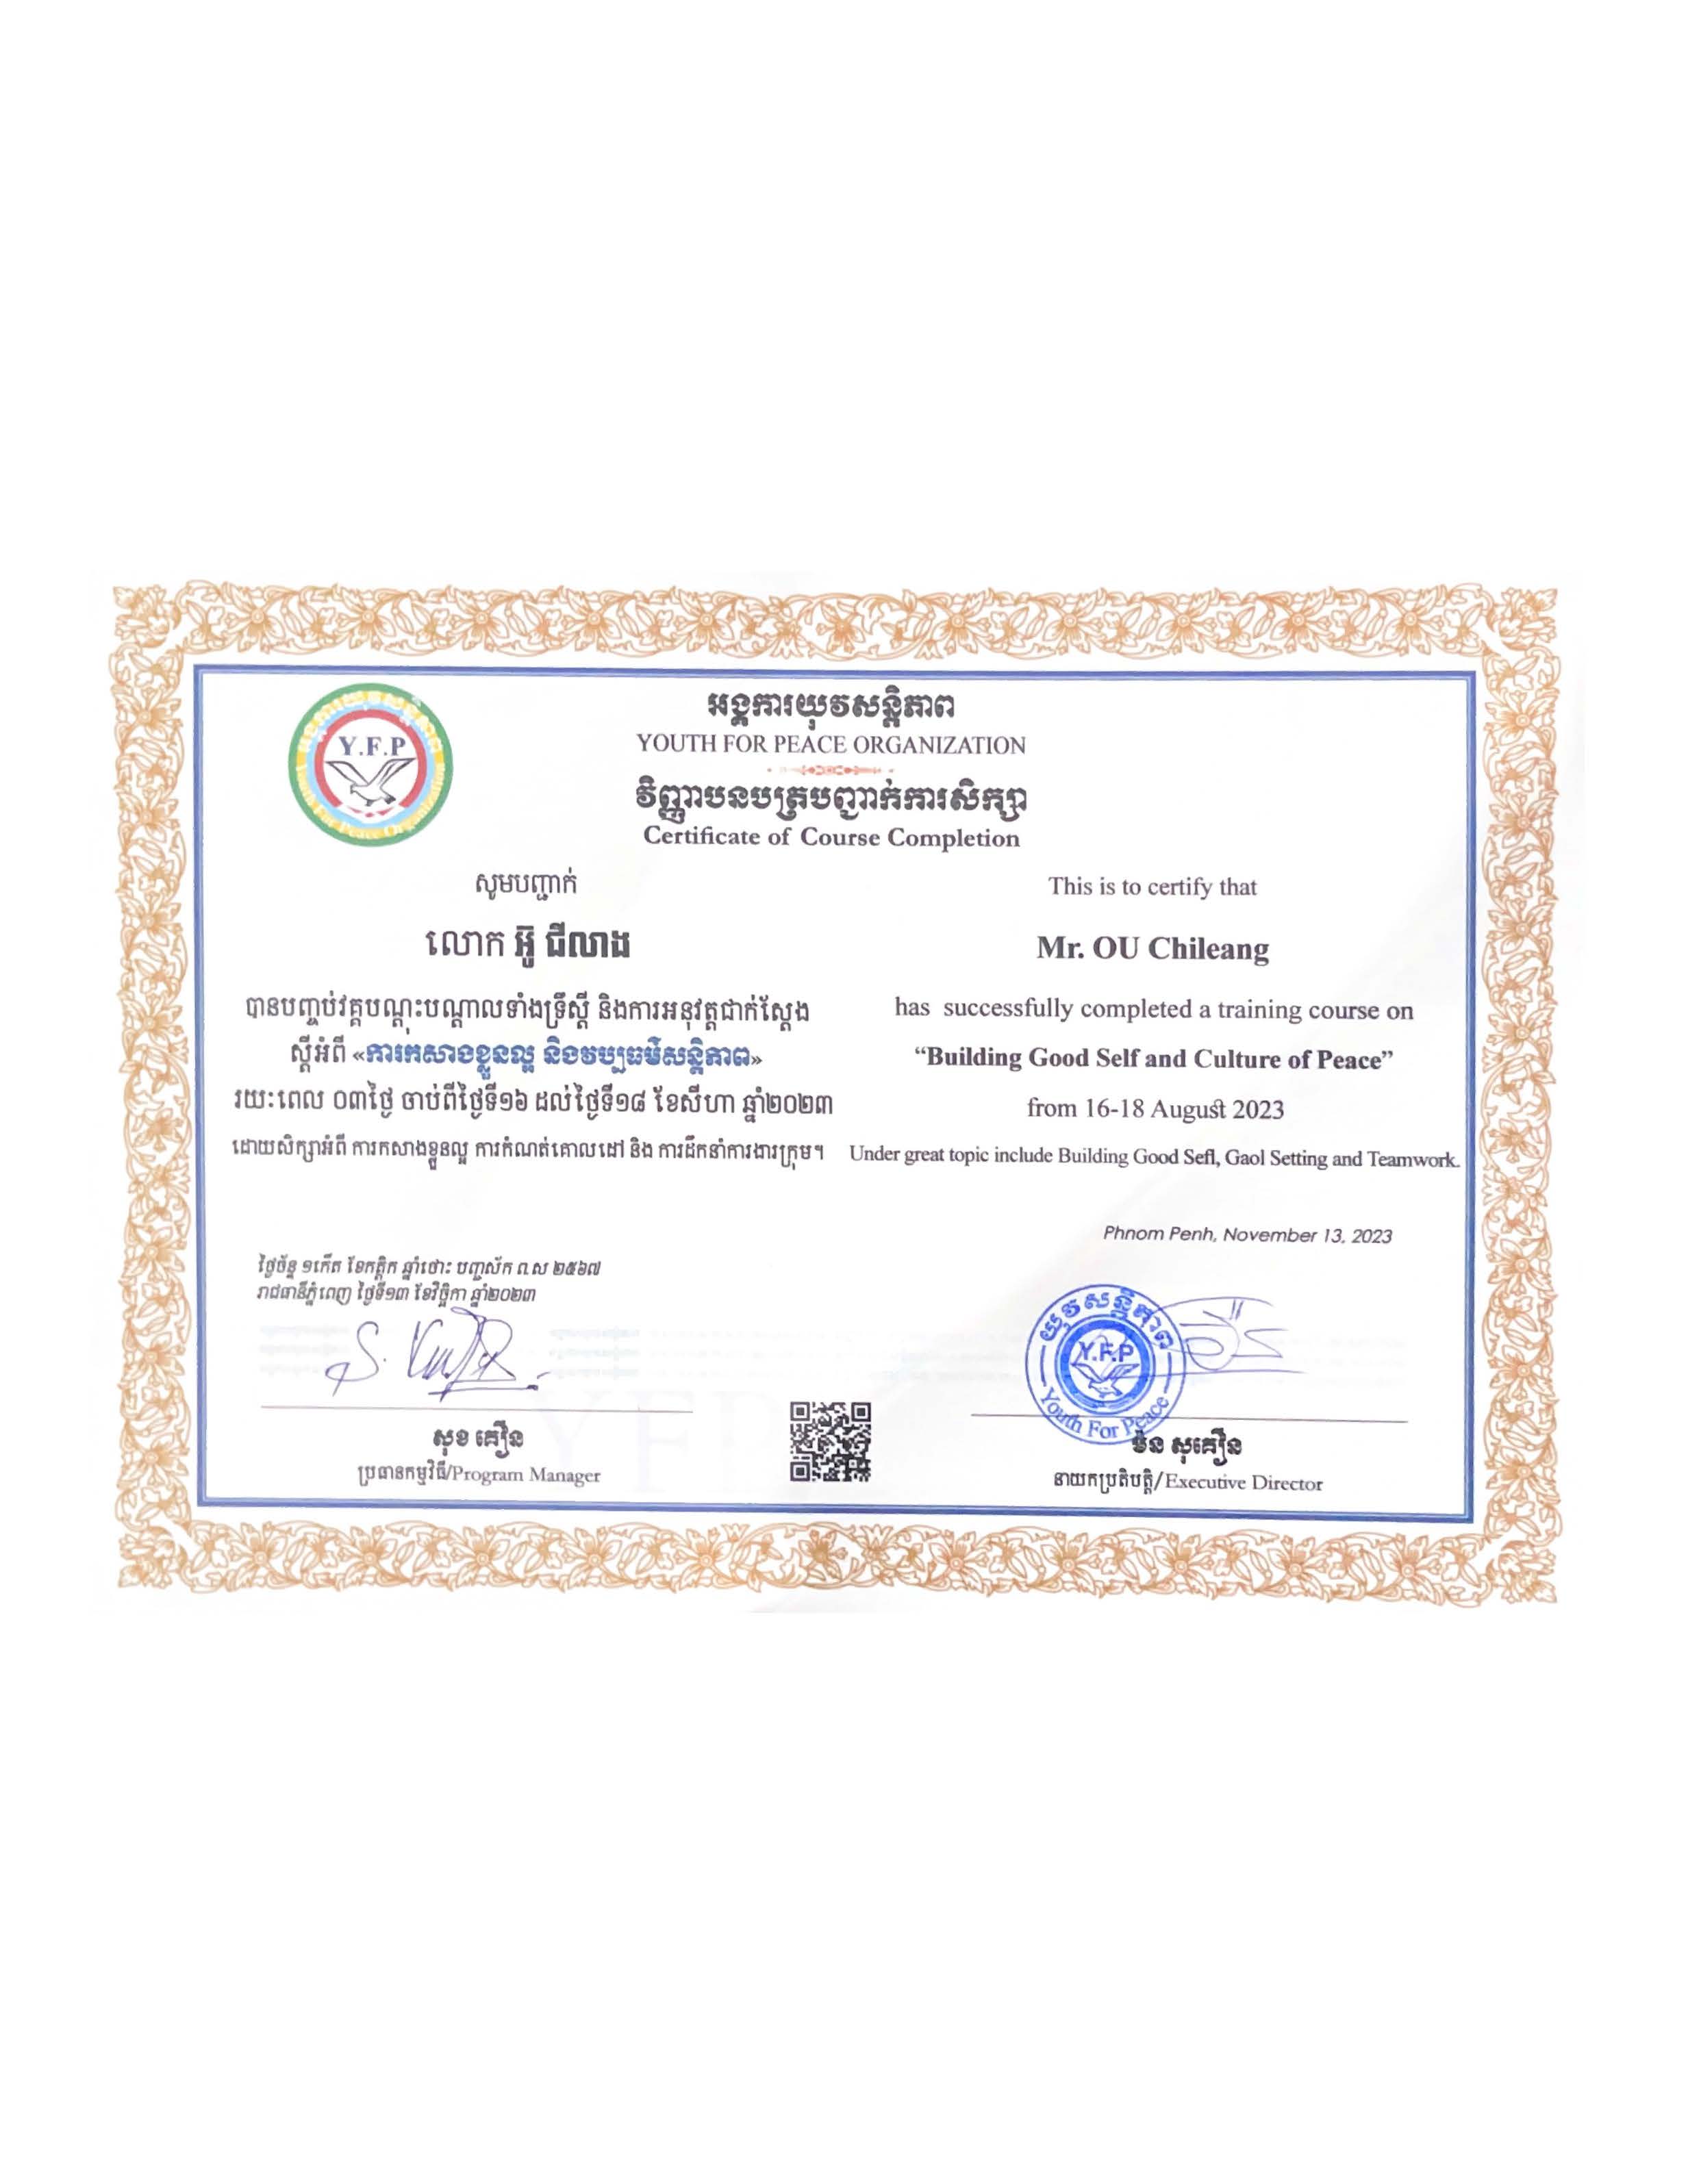 Y.F.P
អង្គការយុវសន្តិភាព
YOUTH FOR PEACE ORGANIZATION
វិញ្ញាបនបត្របញ្ជាក់ការសិក្សា
Certificate of Course Completion
សូមបញ្ជាក់
លោក អ៊ូ ជីលាង
បានបញ្ចប់វគ្គបណ្តុះបណ្តាលទាំងទ្រឹស្តី និងការអនុវត្តជាក់ស្តែង
ស្តីអំពី «ការកសាងខ្លួនល្អ និងវប្បធម៌សន្តិភាព»
រយៈពេល ០៣ថ្ងៃ ចាប់ពីថ្ងៃទី១៦ ដល់ថ្ងៃទី១៨ ខែសីហា ឆ្នាំ២០២៣
ដោយសិក្សាអំពី ការកសាងខ្លួនល្អ ការកំណត់គោលដៅ និង ការដឹកនាំការងារក្រុម។
This is to certify that
Mr. OU Chileang
has successfully completed a training course on
“Building Good Self and Culture of Peace”
from 16-18 August 2023
Under great topic include Building Good Sefl, Gaol Setting and Teamwork.
ថ្ងៃច័ន្ទ ១កើត ខែកត្តិក ឆ្នាំថោះ បញ្ចស័ក ព.ស ២៥៦៧
រាជធានីភ្នំពេញ ថ្ងៃទី១៣ ខែវិច្ឆិកា ឆ្នាំ២០២៣
សុខ គឿន
ប្រធានកម្មវិធី/Program Manager
Phnom Penh, November 13, 2023
យុវសន្តិភាព
Y.F.P
Youth For Peace
ម៉ន សុគឿន
នាយកប្រតិបត្តិ/Executive Director